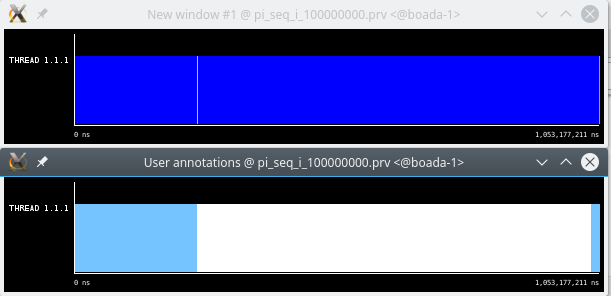 New window #1 @ pi_seq_i_100000000.prv <@boada-1>
THREAD 1.1.1
0 ns
1,053,177,211 ns
User annotations @ pi_seq_i_100000000.prv <@boada-1>
THREAD 1.1.1
0 ns
1,053,177,211 ns